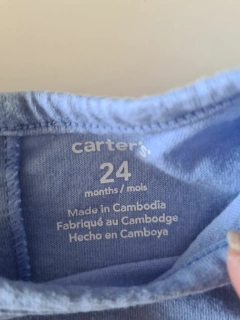 carter's
24
months / mois
Made in Cambodia
Fabriqué au Cambodge
Hecho en Camboya